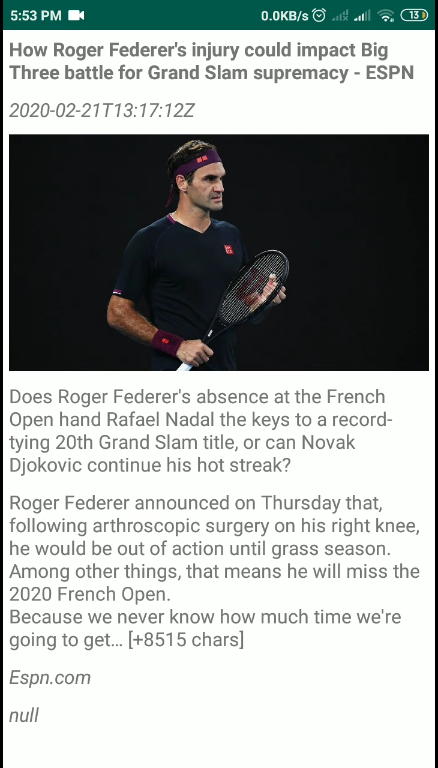 5:53 PM 0.0KB/s 13
How Roger Federer's injury could impact Big
Three battle for Grand Slam supremacy - ESPN
2020-02-21T13:17:12Z
Does Roger Federer's absence at the French
Open hand Rafael Nadal the keys to a record-
tying 20th Grand Slam title, or can Novak
Djokovic continue his hot streak?
Roger Federer announced on Thursday that,
following arthroscopic surgery on his right knee,
he would be out of action until grass season.
Among other things, that means he will miss the
2020 French Open.
Because we never know how much time we're
going to get… [+8515 chars]
Espn.com
null